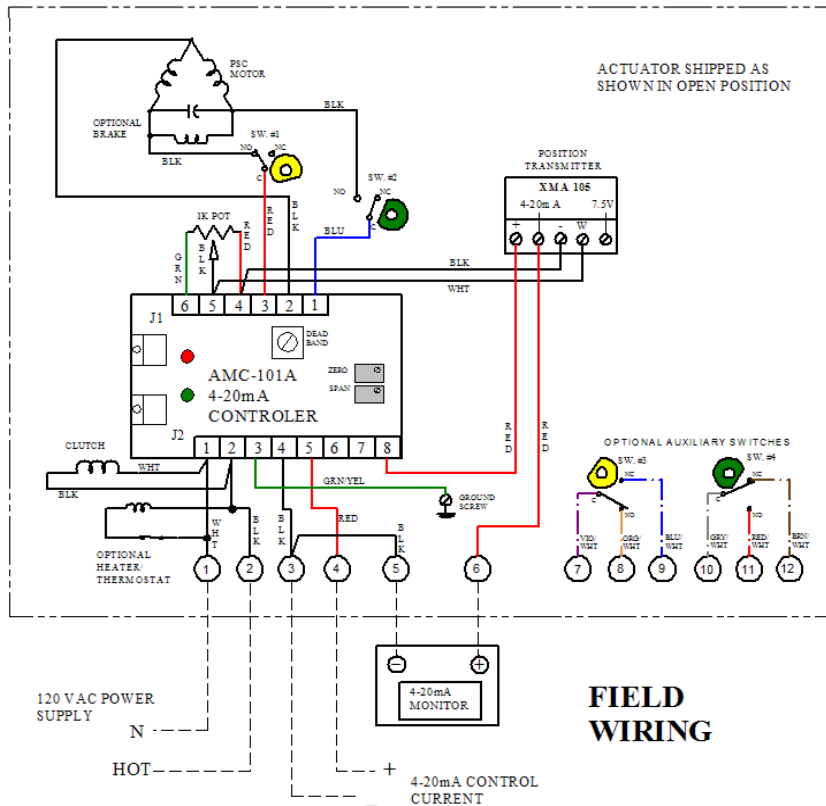 PSC
MOTOR
ACTUATOR SHIPPED AS
SHOWN IN OPEN POSITION
OPTIONAL
BRAKE
BLK
SW. #1
NO
NC
C
BLK
SW. #2
NO
NC
C
POSITION
TRANSMITTER
XMA 105
4-20m A
7.5V
+
-
W
1K POT
GRN
BLK
RED
RED
BLK
BLU
BLK
WHT
6 5 4 3 2 1
J1
DEAD
BAND
ZERO
SPAN
AMC-101A
4-20mA
CONTROLER
J2
1 2 3 4 5 6 7 8
CLUTCH
WHT
BLK
GRN/YEL
GROUND
SCREW
RED
RED
RED
OPTIONAL AUXILIARY SWITCHES
SW. #3
NC
C
NO
SW. #4
NC
C
NO
VIO/
WHT
ORG/
WHT
BLU/
WHT
GRY/
WHT
RED/
WHT
BRN/
WHT
OPTIONAL
HEATER/
THERMOSTAT
WHT
BLK
BLK
BLK
1 2 3 4 5 6 7 8 9 10 11 12
- +
4-20mA
MONITOR
120 VAC POWER
SUPPLY
N
HOT
FIELD
WIRING
+
4-20mA CONTROL
CURRENT
-